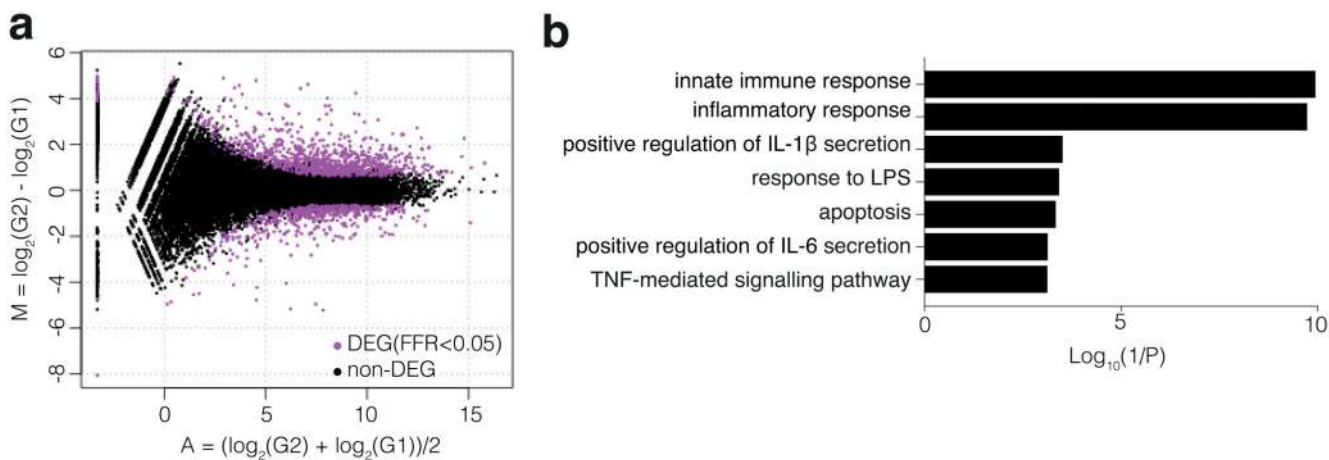 a
6
4
2
0
-2
-4
-6
-8
M = log₂(G2) - log₂(G1)
DEG(FFR<0.05)
non-DEG
0 5 10 15
A = (log₂(G2) + log₂(G1))/2
b
innate immune response
inflammatory response
positive regulation of IL-1β secretion
response to LPS
apoptosis
positive regulation of IL-6 secretion
TNF-mediated signalling pathway
0 5 10
Log₁₀(1/P)